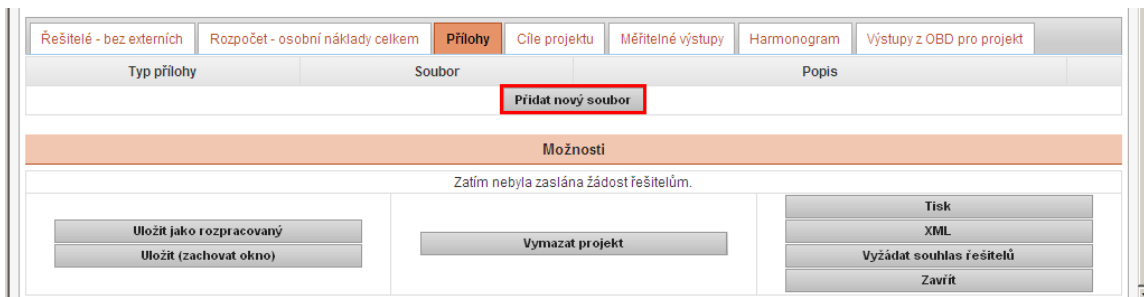 Řešitelé - bez externích Rozpočet - osobní náklady celkem Přílohy Cíle projektu Měřitelné výstupy Harmonogram Výstupy z OBD pro projekt
Typ přílohy Soubor Popis
Přidat nový soubor
Možnosti
Zatím nebyla zaslána žádost řešitelům.
Uložit jako rozpracovaný
Uložit (zachovat okno)
Vymazat projekt
Tisk
XML
Vyžádat souhlas řešitelů
Zavřít